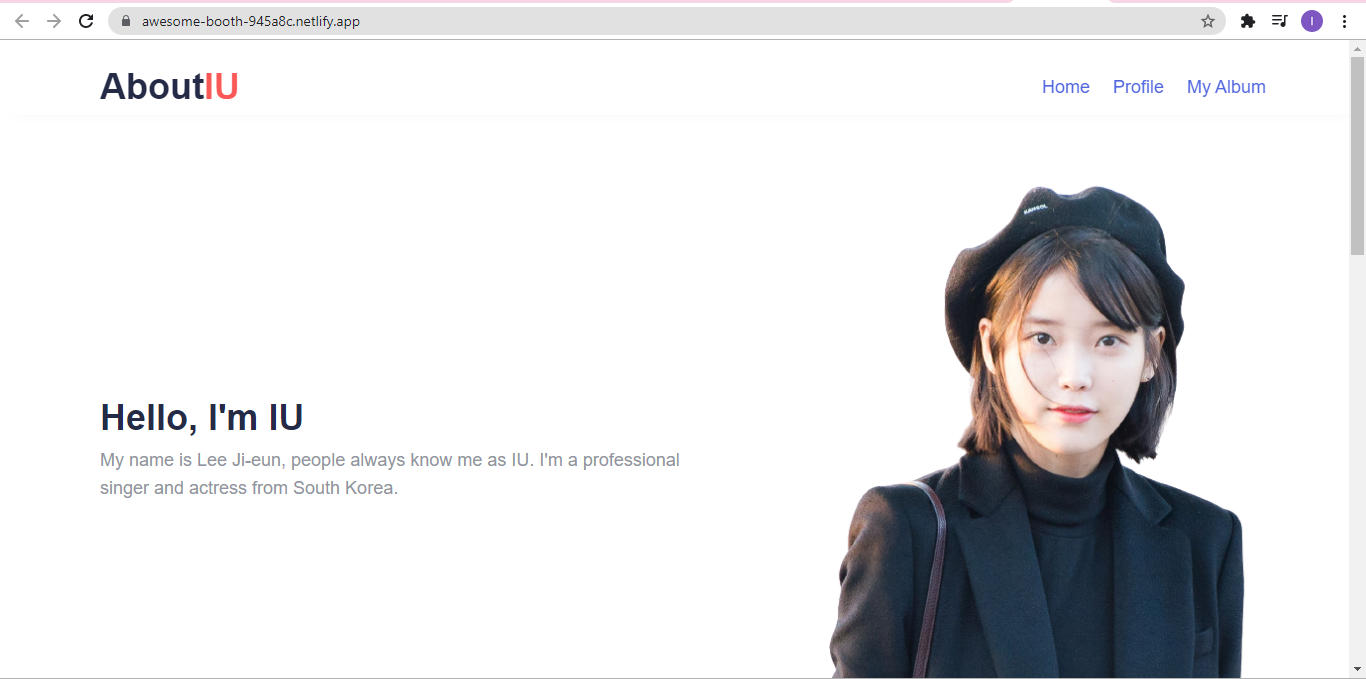 awesome-booth-945a8c.netlify.app
I
AboutIU
Home Profile My Album
KANGOL
Hello, I'm IU
My name is Lee Ji-eun, people always know me as IU. I'm a professional
singer and actress from South Korea.